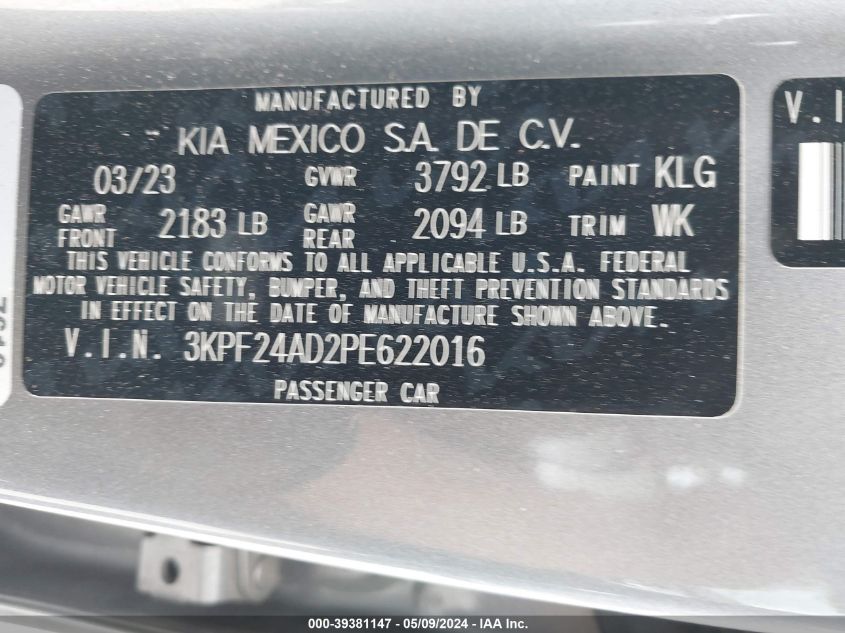 MANUFACTURED BY
KIA MEXICO S.A. DE C.V.
03/23 GVWR 3792 LB PAINT KLG
GAWR FRONT 2183 LB GAWR REAR 2094 LB TRIM WK
THIS VEHICLE CONFORMS TO ALL APPLICABLE U.S.A. FEDERAL
MOTOR VEHICLE SAFETY, BUMPER, AND THEFT PREVENTION STANDARDS
IN EFFECT ON THE DATE OF MANUFACTURE SHOWN ABOVE.
V.I.N. 3KPF24AD2PE622016
PASSENGER CAR
V.I
000-39381147 - 05/09/2024 - IAA Inc.